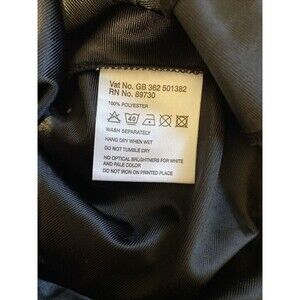 Vat No. GB 362 501382
RN No. 89730
100% POLYESTER
40
WASH SEPARATELY
HANG DRY WHEN WET
DO NOT TUMBLE DRY
NO OPTICAL BRIGHTNERS FOR WHITE
AND PALE COLOR
DO NOT IRON ON PRINTED PLACE